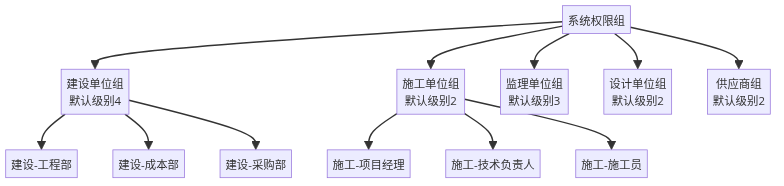 系统权限组
建设单位组
默认级别4
施工单位组
默认级别2
监理单位组
默认级别3
设计单位组
默认级别2
供应商组
默认级别2
建设-工程部
建设-成本部
建设-采购部
施工-项目经理
施工-技术负责人
施工-施工员